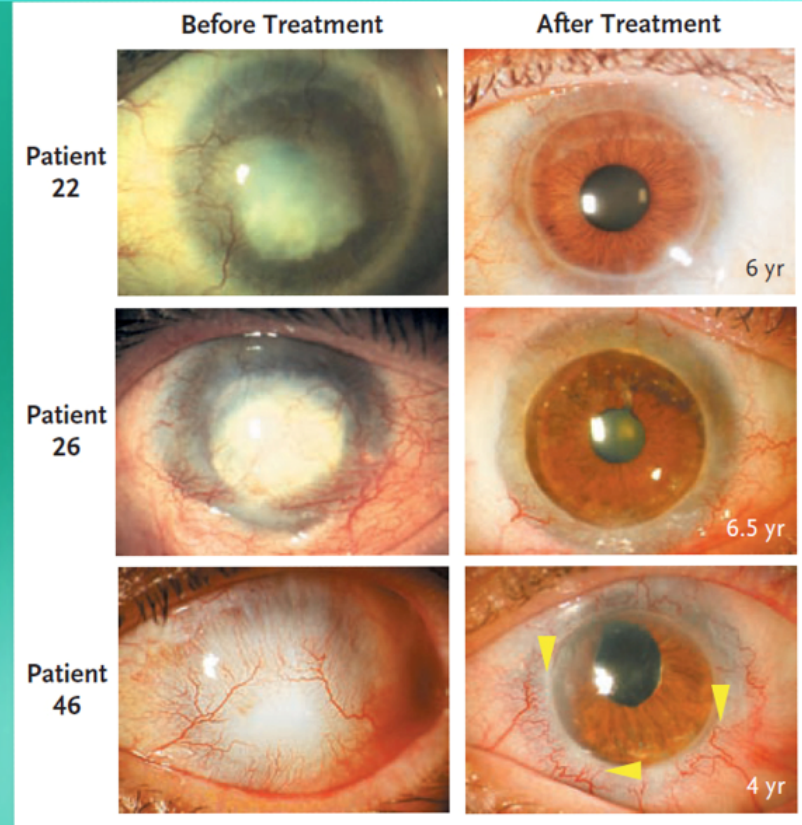 Before Treatment
After Treatment
Patient
22
6 yr
Patient
26
6.5 yr
Patient
46
4 yr